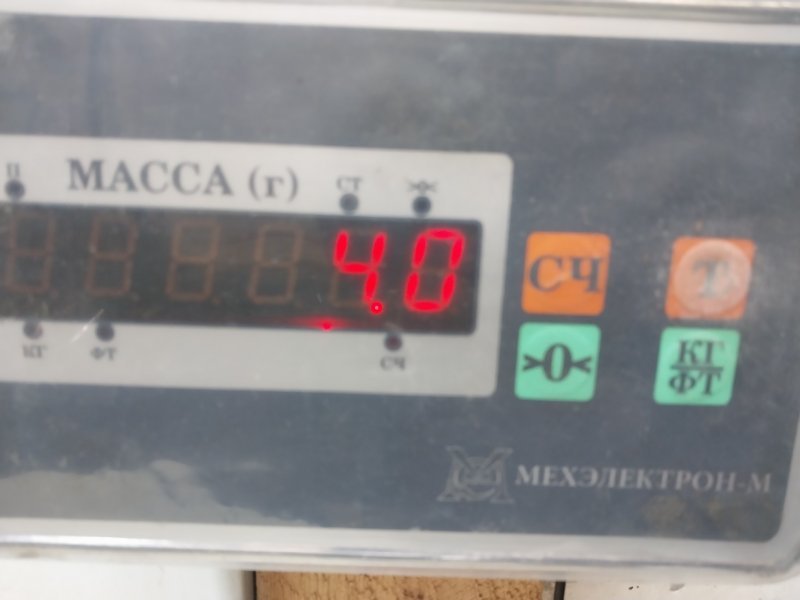 П
МАССА (г)
СТ
>×<
4.0
КГ
ФТ
СЧ
СЧ
Т
>0<
КГ
ФТ
МЕХЭЛЕКТРОН-М